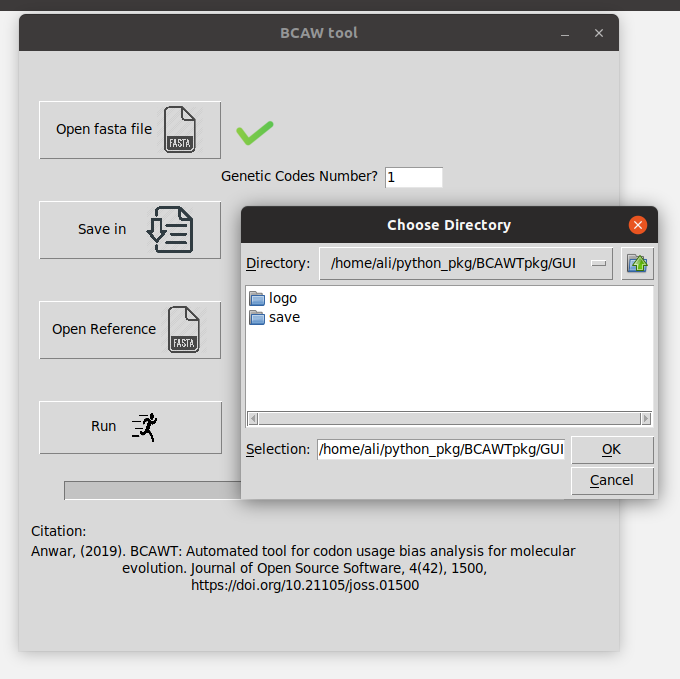 BCAW tool
Open fasta file
FASTA
Genetic Codes Number? 1
Save in
Choose Directory
Directory: /home/ali/python_pkg/BCAWTpkg/GUI
logo
save
Open Reference
FASTA
Run
Selection: /home/ali/python_pkg/BCAWTpkg/GUI
OK
Cancel
Citation:
Anwar, (2019). BCAWT: Automated tool for codon usage bias analysis for molecular
evolution. Journal of Open Source Software, 4(42), 1500,
https://doi.org/10.21105/joss.01500